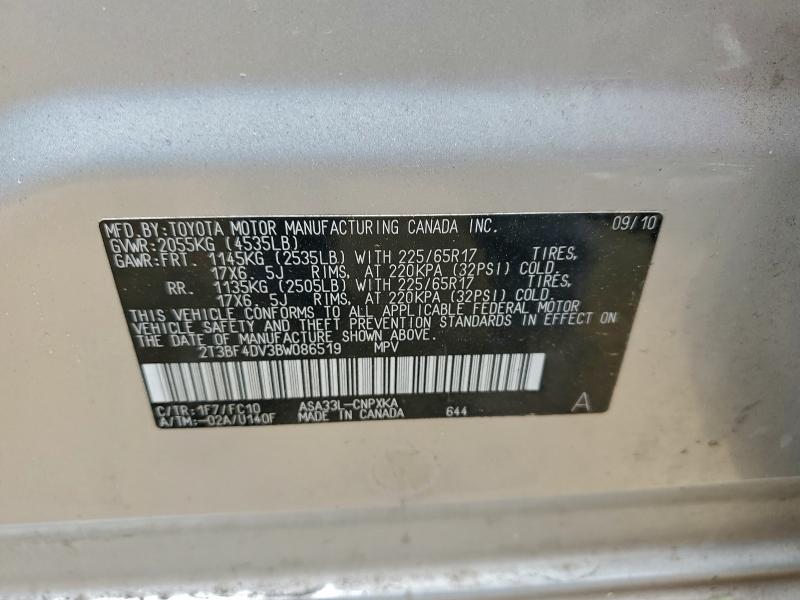 MFD.BY:TOYOTA MOTOR MANUFACTURING CANADA INC. 09/10
GVWR:2055KG (4535LB)
GAWR:FRT. 1145KG (2535LB) WITH 225/65R17 TIRES,
17X6. 5J RIMS, AT 220KPA (32PSI) COLD.
RR. 1135KG (2505LB) WITH 225/65R17 TIRES,
17X6. 5J RIMS, AT 220KPA (32PSI) COLD.
THIS VEHICLE CONFORMS TO ALL APPLICABLE FEDERAL MOTOR
VEHICLE SAFETY AND THEFT PREVENTION STANDARDS IN EFFECT ON
THE DATE OF MANUFACTURE SHOWN ABOVE.
2T3BF4DV3BW086519 MPV
C/TR:1F7/FC10 ASA33L-CNPXKA
A/TM:-02A/U140F MADE IN CANADA 644 A